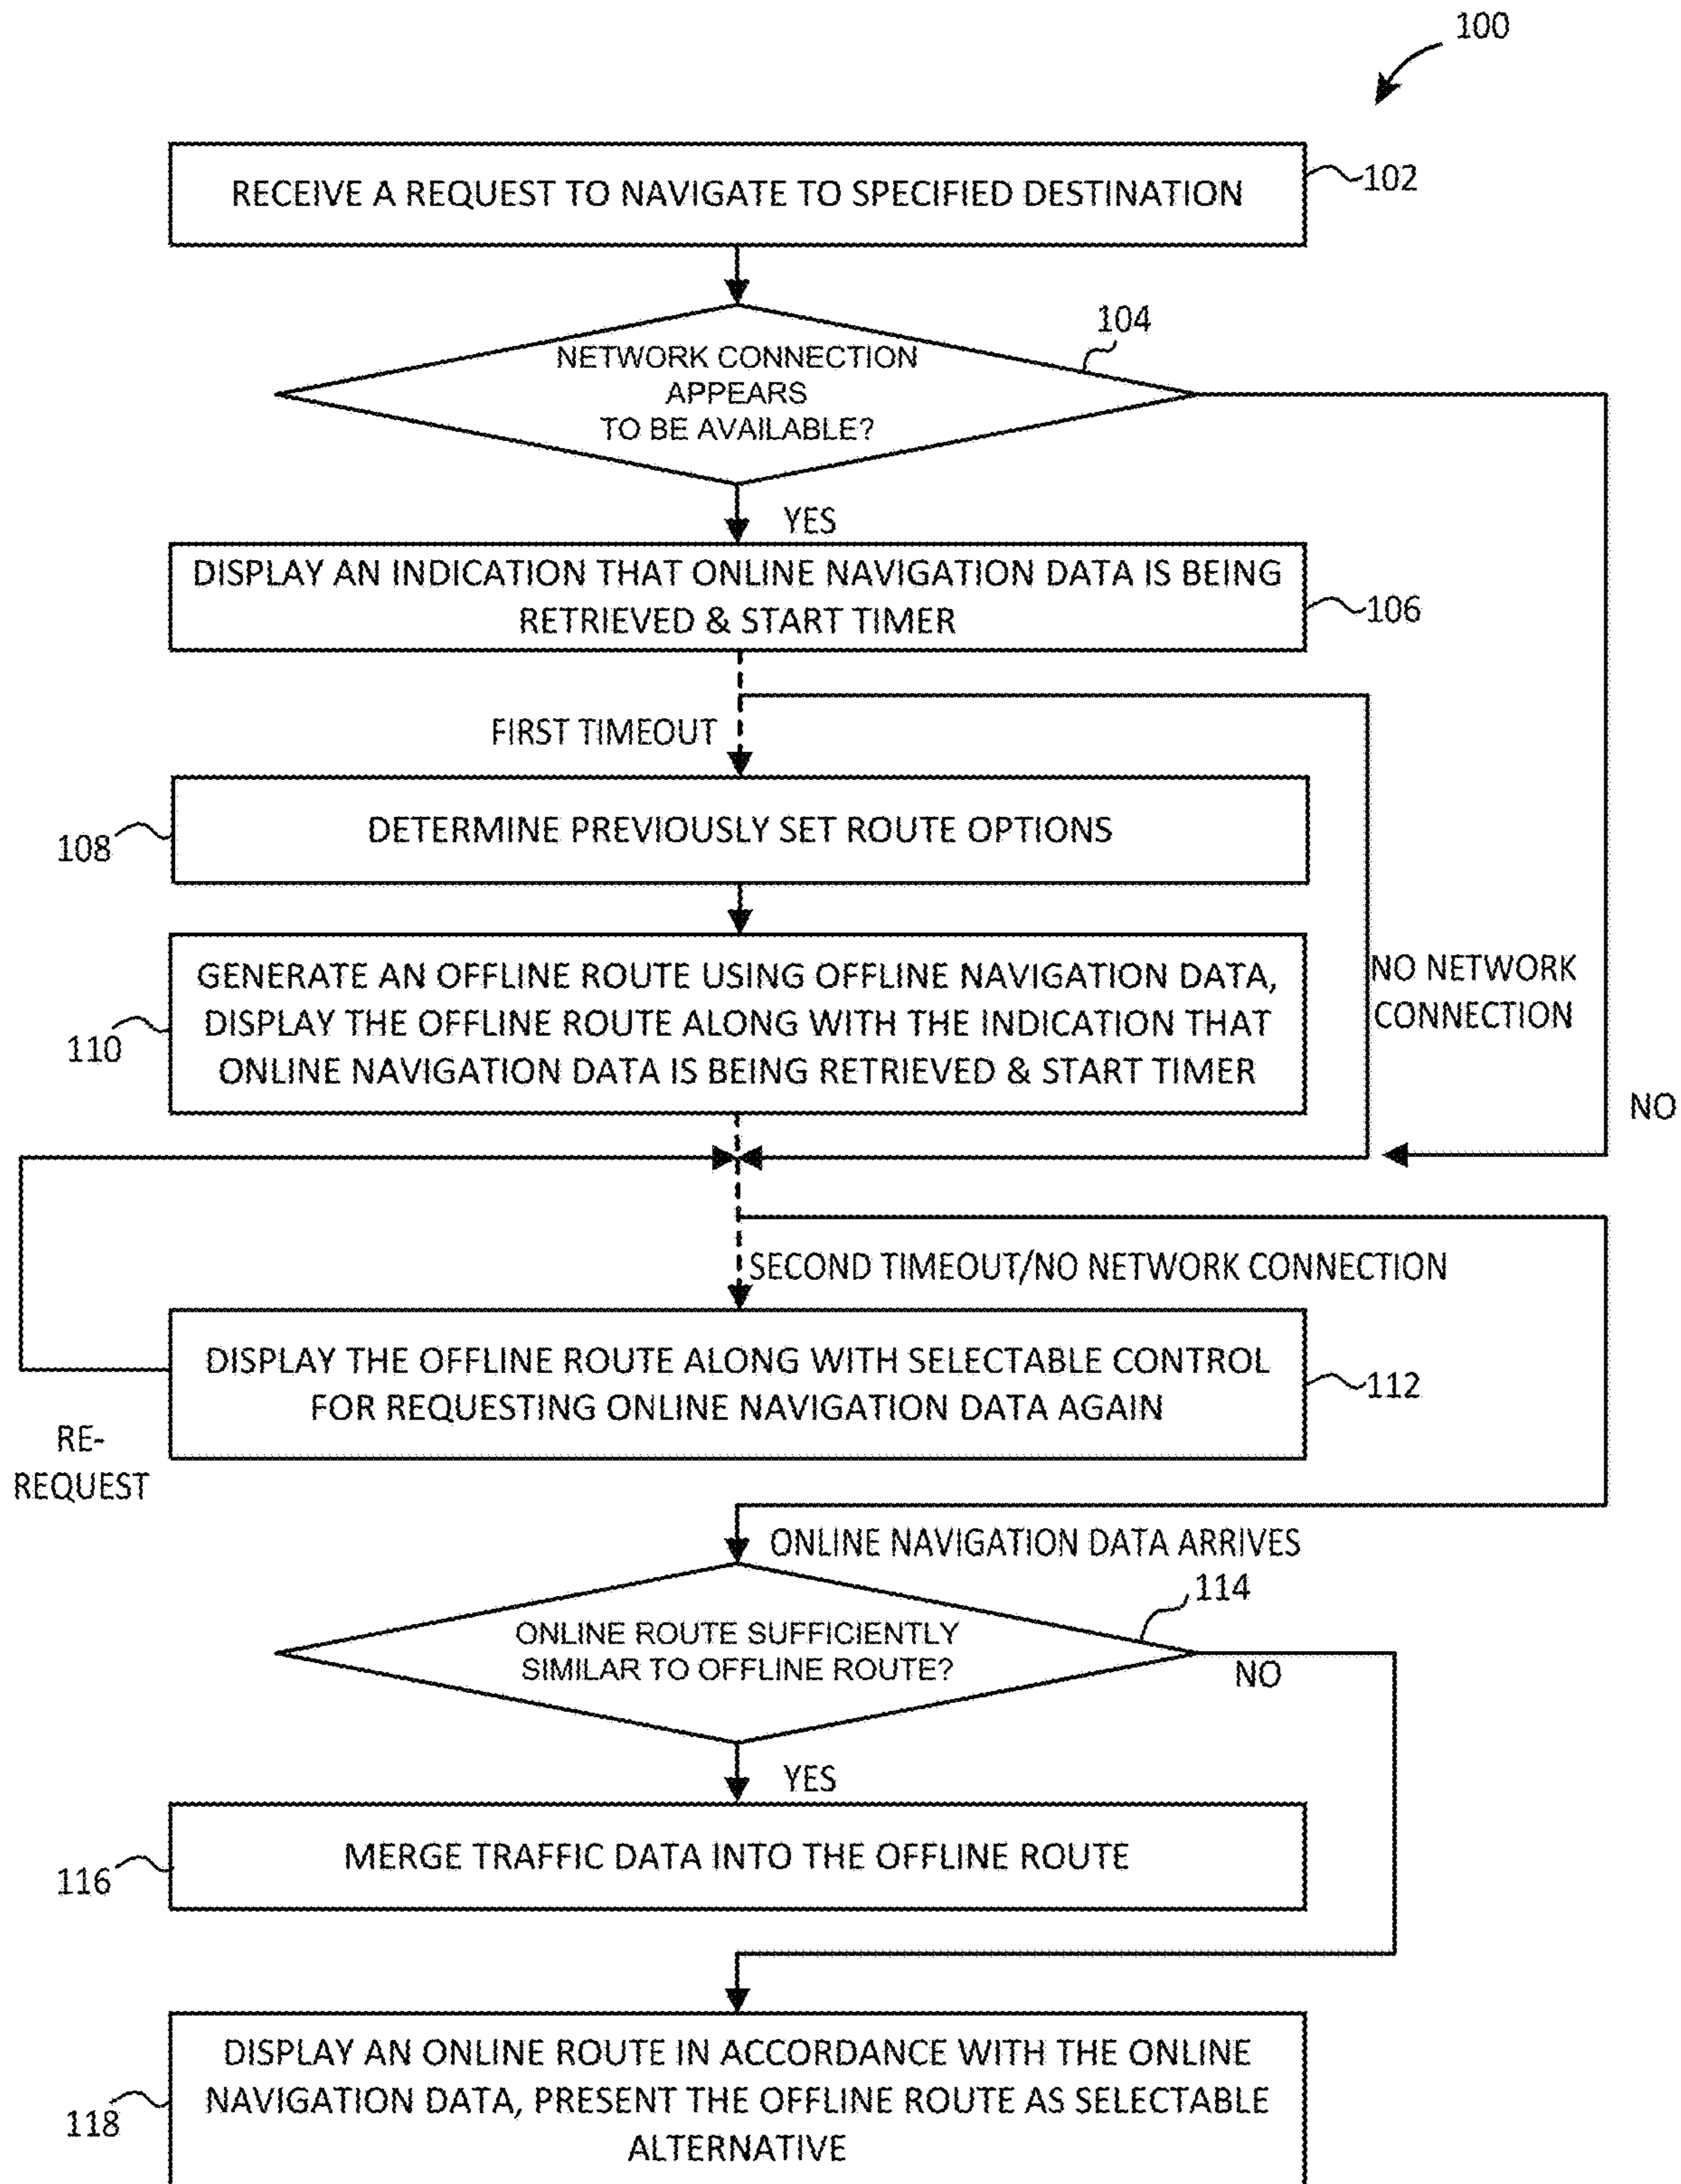 100
RECEIVE A REQUEST TO NAVIGATE TO SPECIFIED DESTINATION
102
104
NETWORK CONNECTION
APPEARS
TO BE AVAILABLE?
YES
DISPLAY AN INDICATION THAT ONLINE NAVIGATION DATA IS BEING
RETRIEVED & START TIMER
106
FIRST TIMEOUT
DETERMINE PREVIOUSLY SET ROUTE OPTIONS
108
GENERATE AN OFFLINE ROUTE USING OFFLINE NAVIGATION DATA,
DISPLAY THE OFFLINE ROUTE ALONG WITH THE INDICATION THAT
ONLINE NAVIGATION DATA IS BEING RETRIEVED & START TIMER
110
NO NETWORK
CONNECTION
NO
SECOND TIMEOUT/NO NETWORK CONNECTION
DISPLAY THE OFFLINE ROUTE ALONG WITH SELECTABLE CONTROL
FOR REQUESTING ONLINE NAVIGATION DATA AGAIN
112
RE-
REQUEST
ONLINE NAVIGATION DATA ARRIVES
114
ONLINE ROUTE SUFFICIENTLY
SIMILAR TO OFFLINE ROUTE?
NO
YES
MERGE TRAFFIC DATA INTO THE OFFLINE ROUTE
116
DISPLAY AN ONLINE ROUTE IN ACCORDANCE WITH THE ONLINE
NAVIGATION DATA, PRESENT THE OFFLINE ROUTE AS SELECTABLE
ALTERNATIVE
118